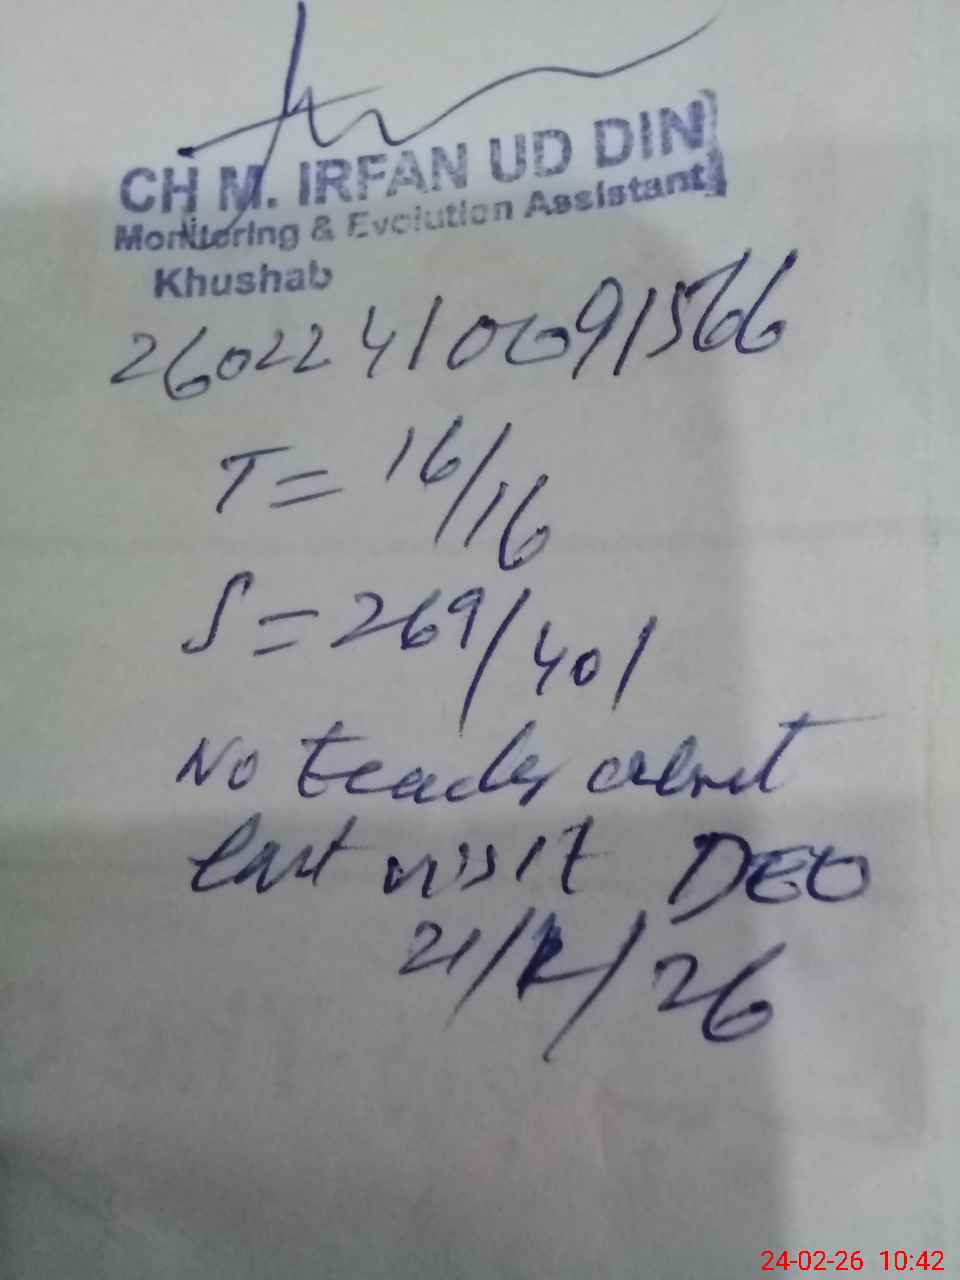 CH M. IRFAN UD DIN
Monitoring & Evolution Assistant
Khushab
26022410091566
T = 16/16
S = 269/401
No teacher absent
last visit DEO
21/2/26
24-02-26 10:42